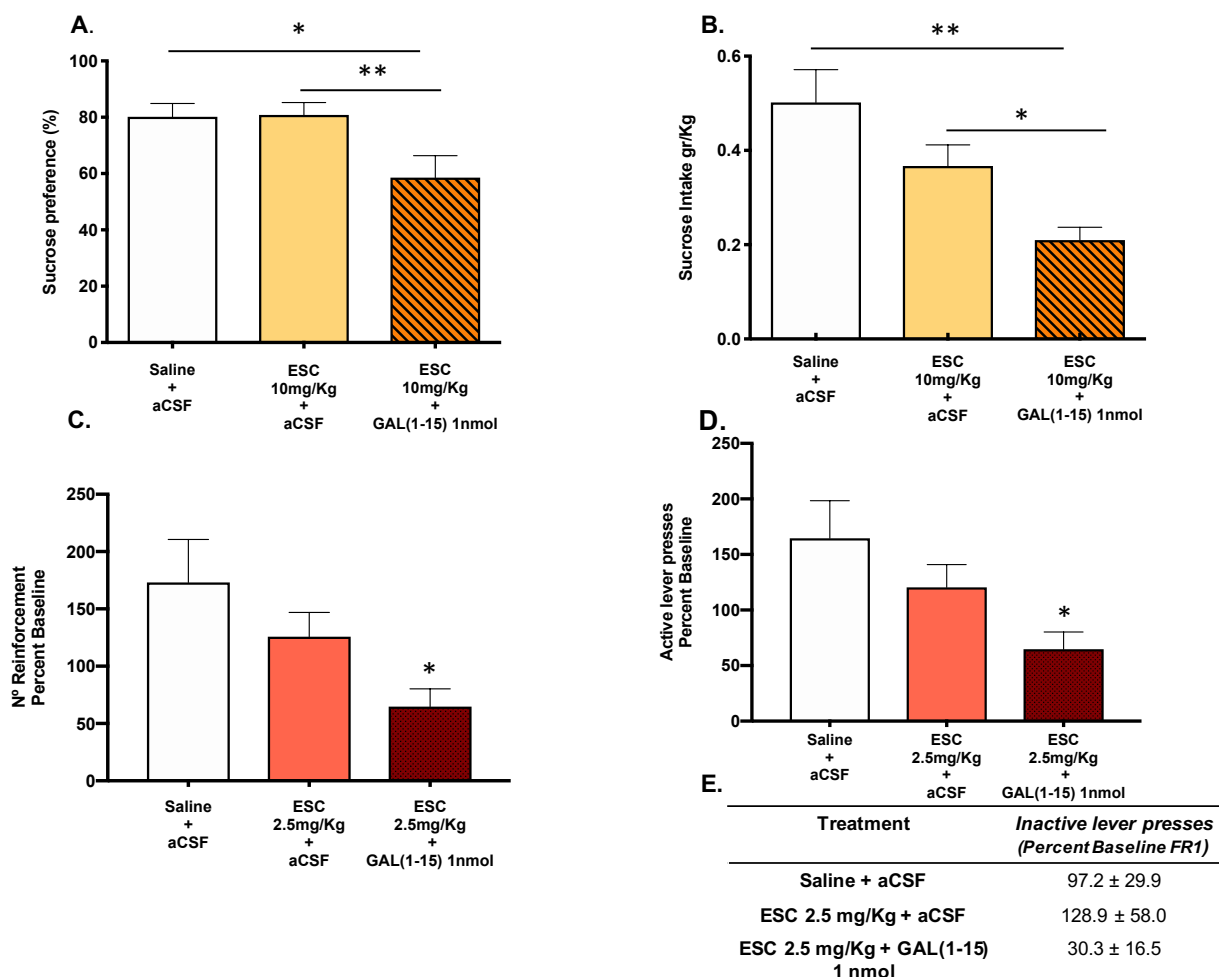 A.
*
**
100
80
60
40
20
0
Sucrose preference (%)
Saline
+
aCSF
ESC
10mg/Kg
+
aCSF
ESC
10mg/Kg
+
GAL(1-15) 1nmol
B.
**
*
0.6
0.4
0.2
0.0
Sucrose Intake gr/Kg
Saline
+
aCSF
ESC
10mg/Kg
+
aCSF
ESC
10mg/Kg
+
GAL(1-15) 1nmol
C.
250
200
150
100
50
0
Nº Reinforcement
Percent Baseline
*
Saline
+
aCSF
ESC
2.5mg/Kg
+
aCSF
ESC
2.5mg/Kg
+
GAL(1-15) 1nmol
D.
250
200
150
100
50
0
Active lever presses
Percent Baseline
*
Saline
+
aCSF
ESC
2.5mg/Kg
+
aCSF
ESC
2.5mg/Kg
+
GAL(1-15) 1nmol
E.
Treatment
Inactive lever presses
(Percent Baseline FR1)
Saline + aCSF
97.2 ± 29.9
ESC 2.5 mg/Kg + aCSF
128.9 ± 58.0
ESC 2.5 mg/Kg + GAL(1-15)
1 nmol
30.3 ± 16.5